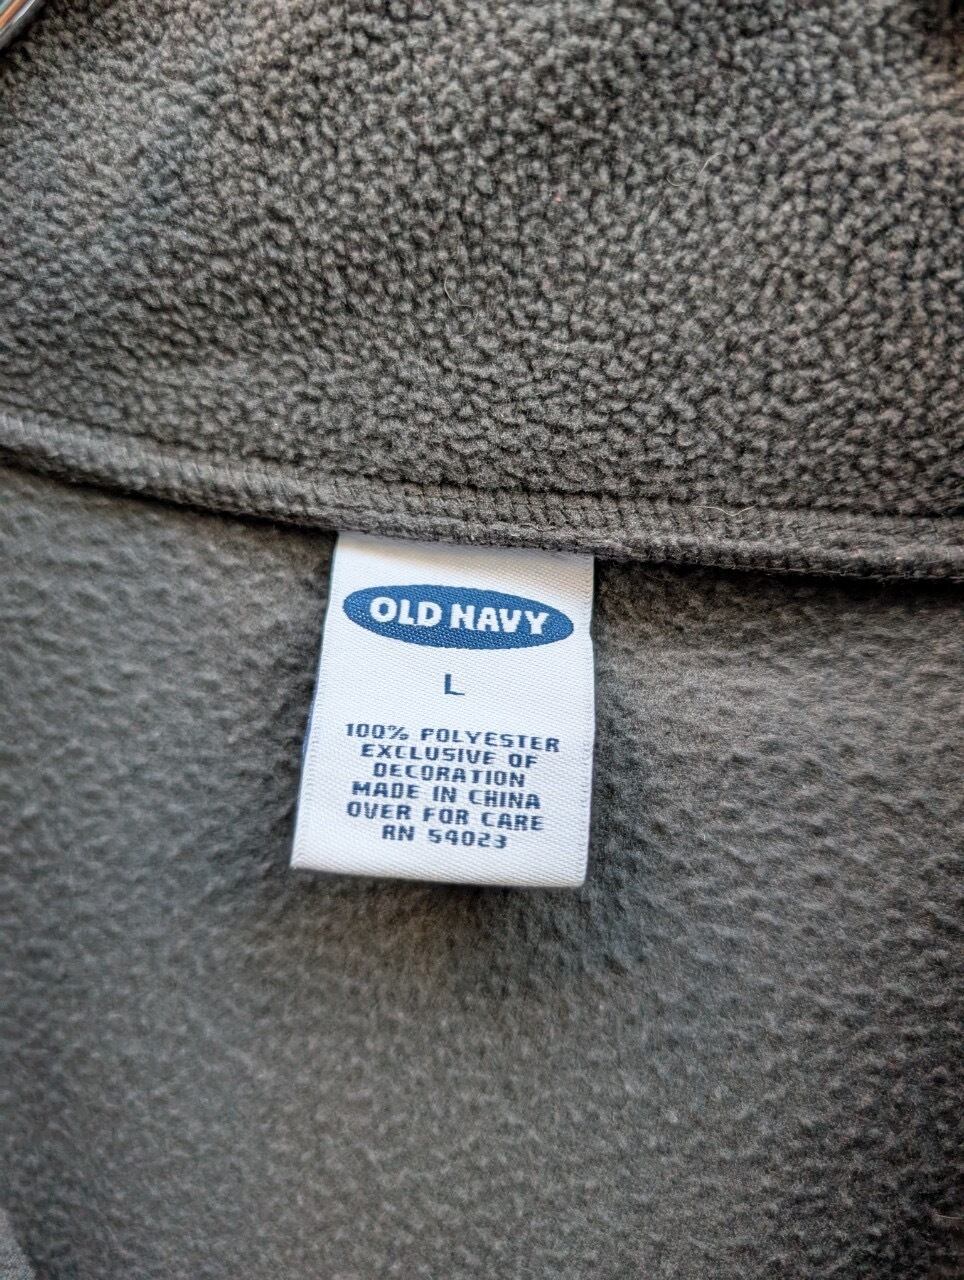 OLD NAVY
L
100% POLYESTER
EXCLUSIVE OF
DECORATION
MADE IN CHINA
OVER FOR CARE
RN 54023